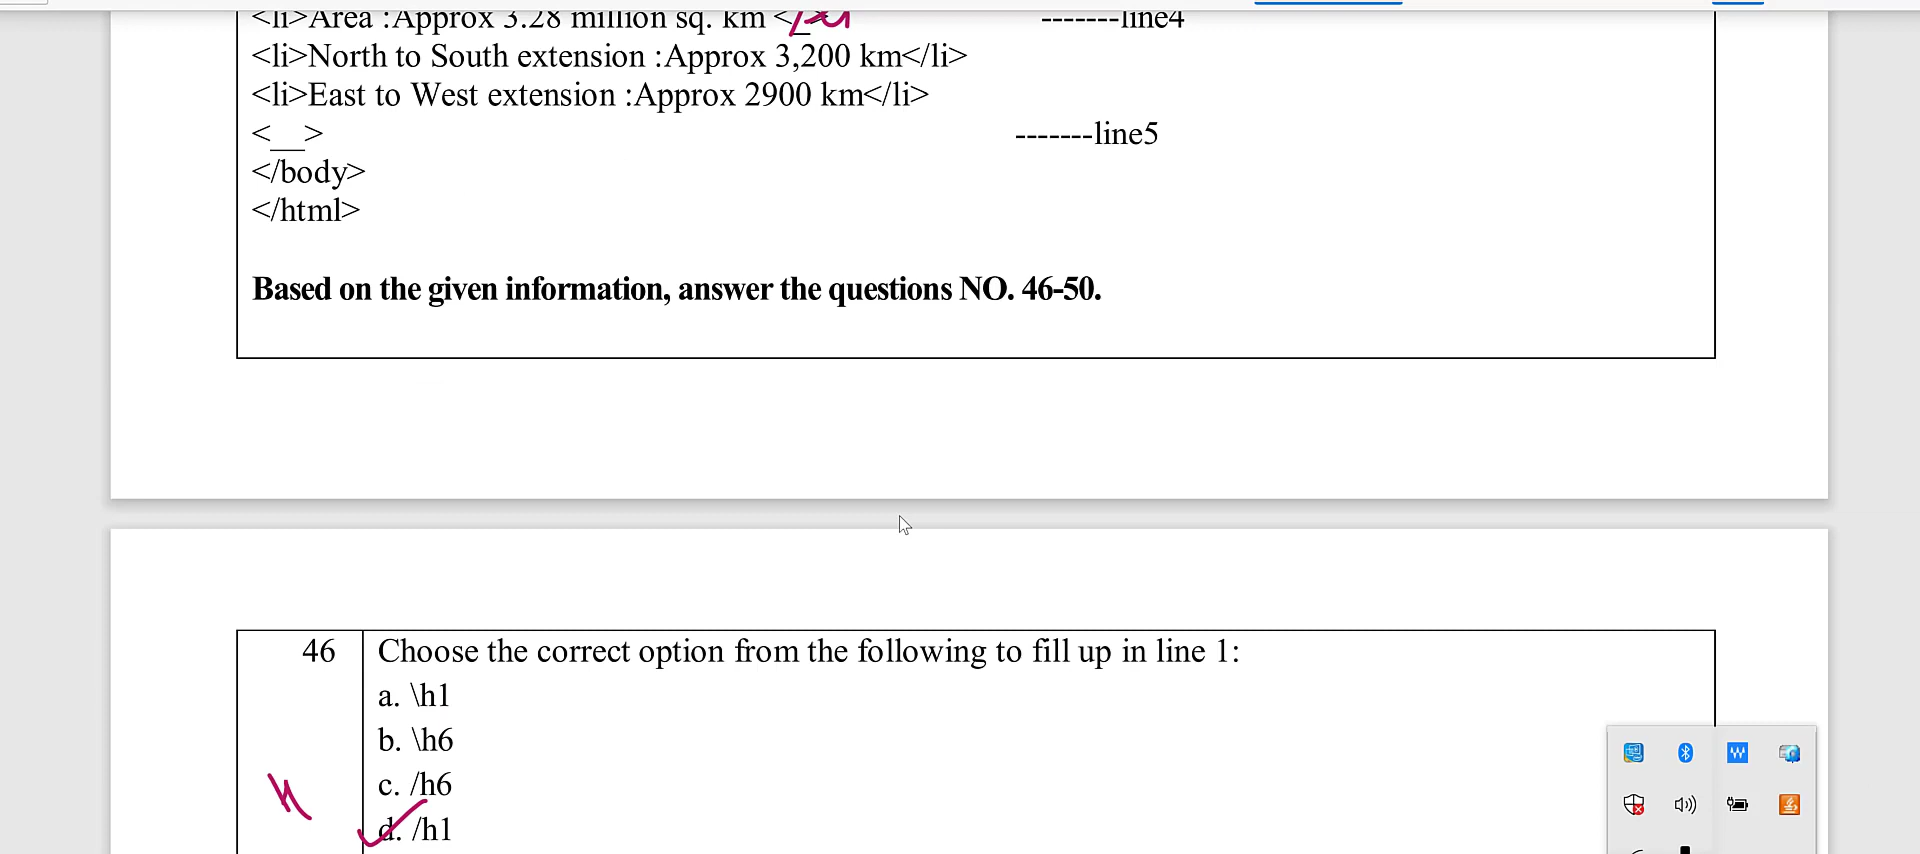 <li>Area :Approx 3.28 million sq. km </li> -------line4
<li>North to South extension :Approx 3,200 km</li>
<li>East to West extension :Approx 2900 km</li>
<__> -------line5
</body>
</html>
Based on the given information, answer the questions NO. 46-50.
46 Choose the correct option from the following to fill up in line 1:
a. \h1
b. \h6
c. /h6
d. /h1